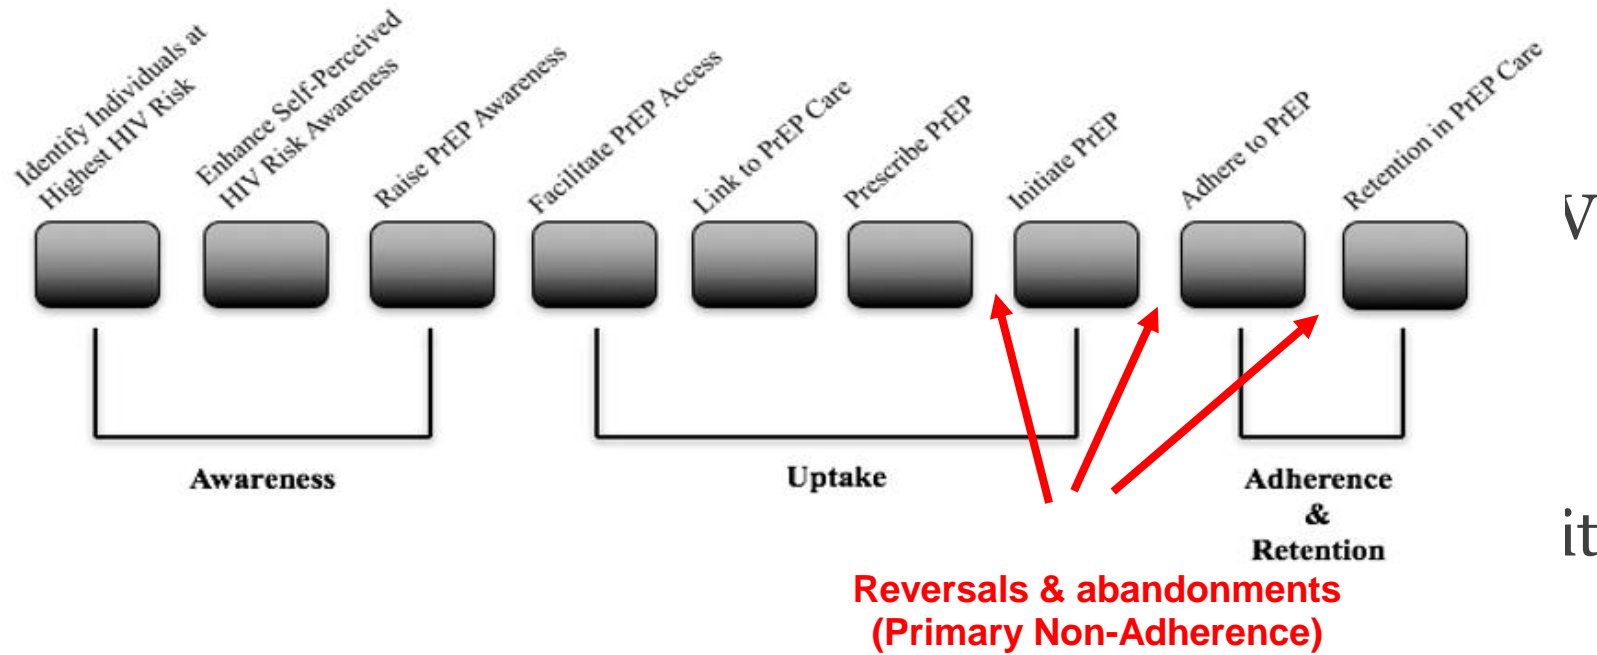 Identify Individuals at
Highest HIV Risk
Enhance Self-Perceived
HIV Risk Awareness
Raise PrEP Awareness
Facilitate PrEP Access
Link to PrEP Care
Prescribe PrEP
Initiate PrEP
Adhere to PrEP
Retention in PrEP Care
V
Awareness
Uptake
Adherence
&
Retention
it
Reversals & abandonments
(Primary Non-Adherence)